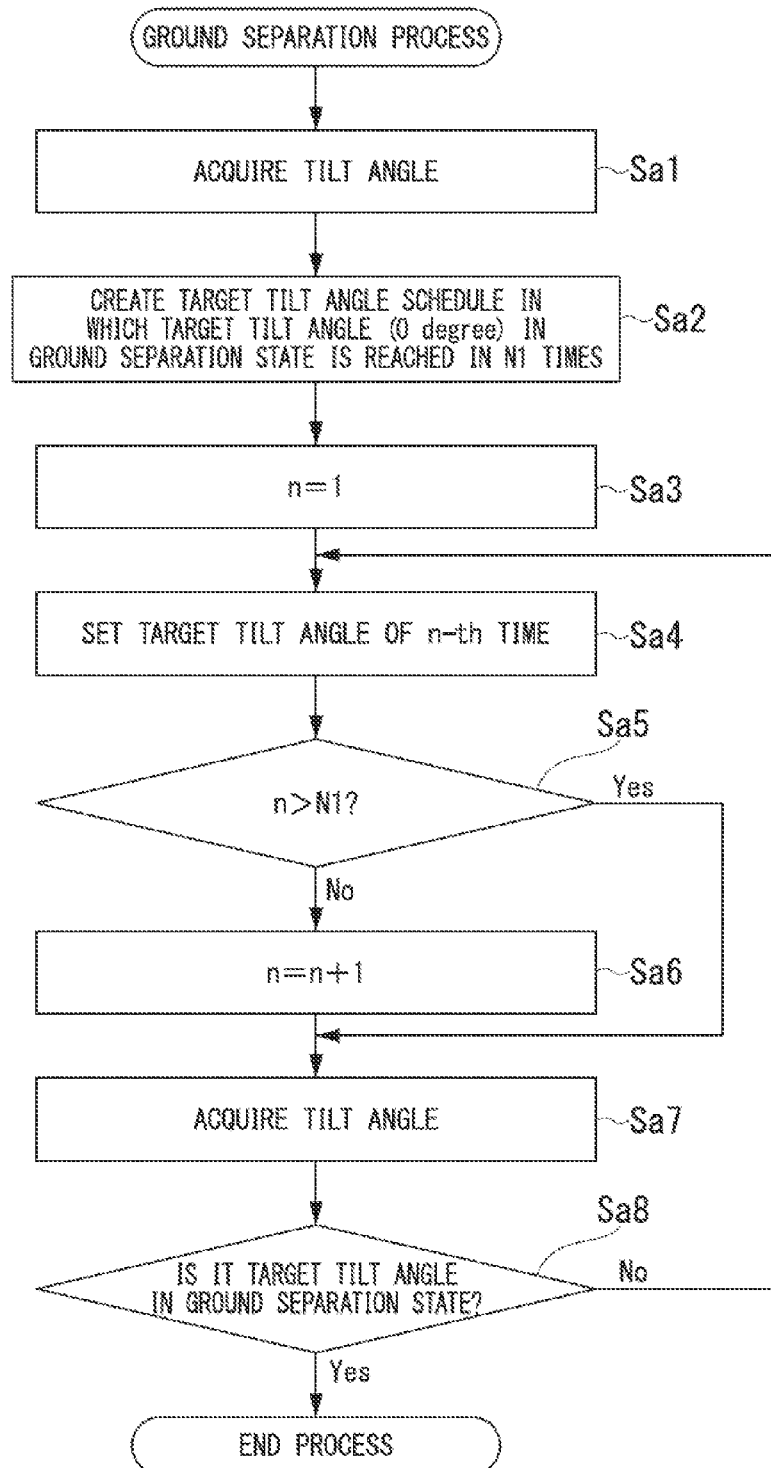 GROUND SEPARATION PROCESS
ACQUIRE TILT ANGLE
Sa1
CREATE TARGET TILT ANGLE SCHEDULE IN
WHICH TARGET TILT ANGLE (0 degree) IN
GROUND SEPARATION STATE IS REACHED IN N1 TIMES
Sa2
n=1
Sa3
SET TARGET TILT ANGLE OF n-th TIME
Sa4
Sa5
n>N1?
Yes
No
n=n+1
Sa6
ACQUIRE TILT ANGLE
Sa7
Sa8
IS IT TARGET TILT ANGLE
IN GROUND SEPARATION STATE?
No
Yes
END PROCESS